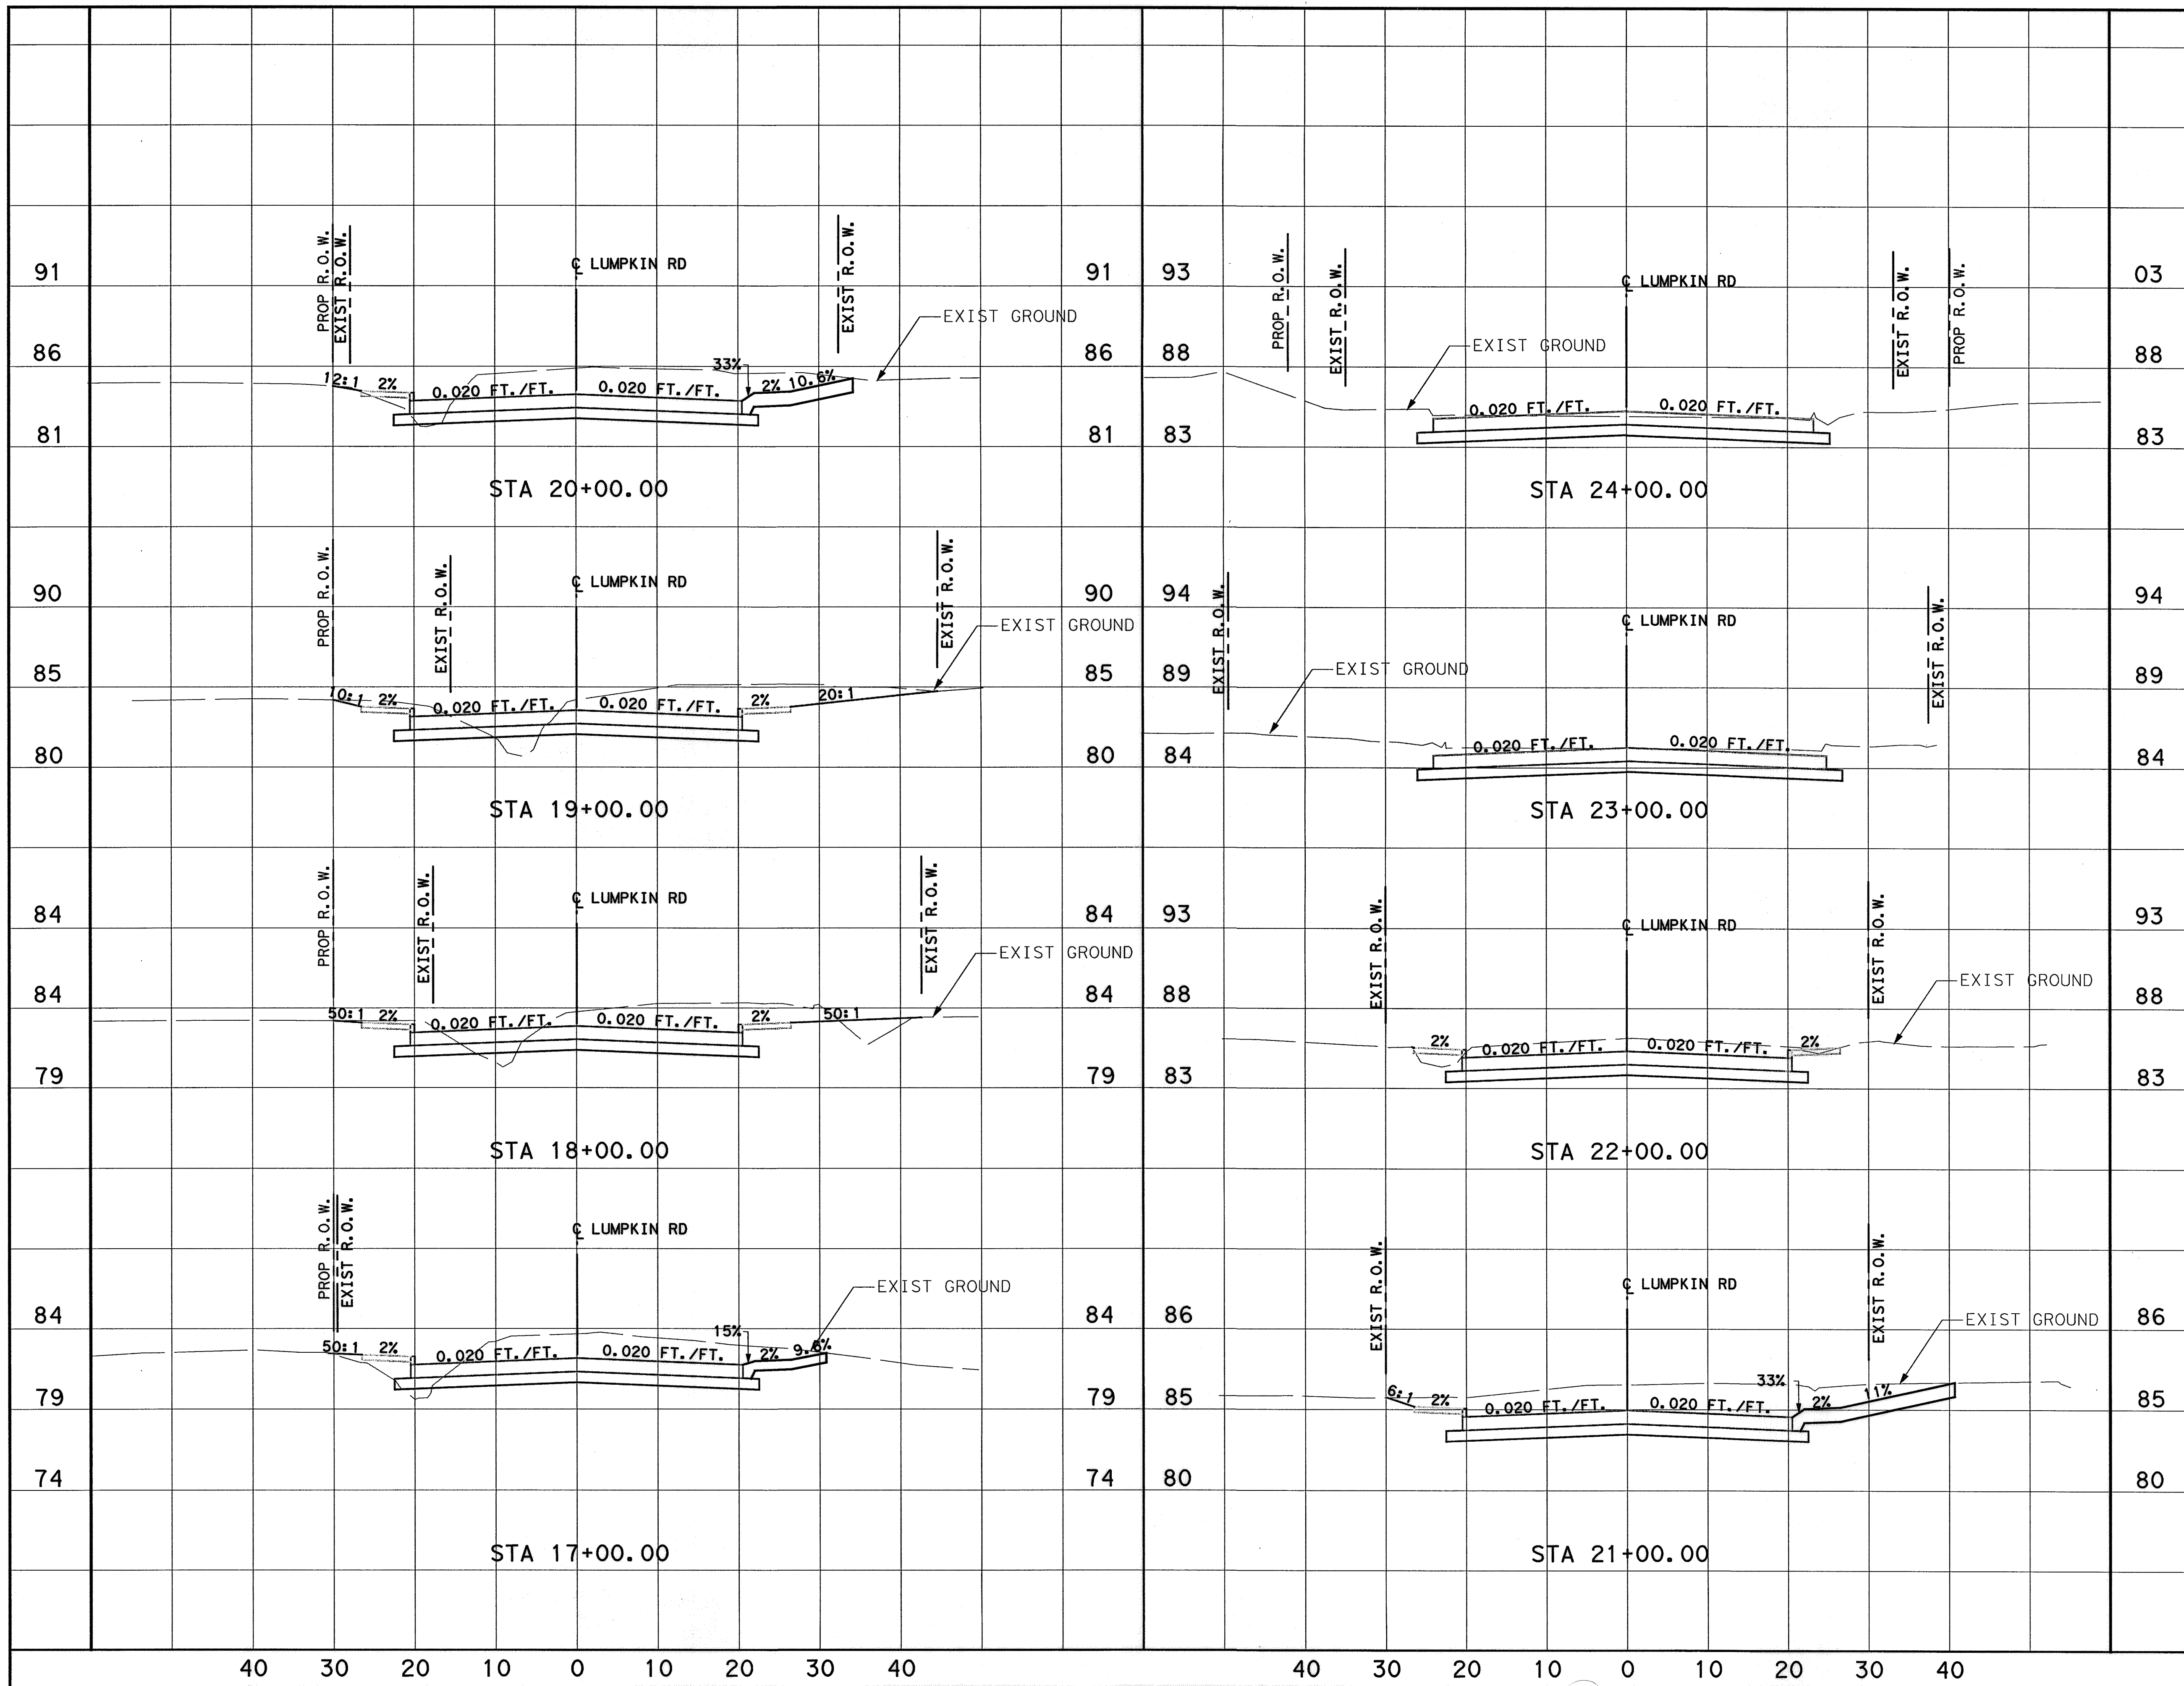 PROP R.O.W.
EXIST R.O.W.
℄ LUMPKIN RD
EXIST R.O.W.
EXIST GROUND
91
91
86
86
81
81
12:1
2%
0.020 FT./FT.
0.020 FT./FT.
33%
2%
10.6%
STA 20+00.00
PROP R.O.W.
EXIST R.O.W.
℄ LUMPKIN RD
EXIST R.O.W.
EXIST GROUND
90
90
85
85
80
80
10:1
2%
0.020 FT./FT.
0.020 FT./FT.
2%
20:1
STA 19+00.00
PROP R.O.W.
EXIST R.O.W.
℄ LUMPKIN RD
EXIST R.O.W.
EXIST GROUND
84
84
84
84
79
79
50:1
2%
0.020 FT./FT.
0.020 FT./FT.
2%
50:1
STA 18+00.00
PROP R.O.W.
EXIST R.O.W.
℄ LUMPKIN RD
EXIST GROUND
84
84
79
79
74
74
50:1
2%
0.020 FT./FT.
0.020 FT./FT.
15%
2%
STA 17+00.00
40 30 20 10 0 10 20 30 40
PROP R.O.W.
EXIST R.O.W.
℄ LUMPKIN RD
EXIST R.O.W.
PROP R.O.W.
EXIST GROUND
93
03
88
88
83
83
0.020 FT./FT.
0.020 FT./FT.
STA 24+00.00
EXIST R.O.W.
℄ LUMPKIN RD
EXIST R.O.W.
EXIST GROUND
94
94
89
89
84
84
0.020 FT./FT.
0.020 FT./FT.
STA 23+00.00
EXIST R.O.W.
℄ LUMPKIN RD
EXIST R.O.W.
EXIST GROUND
93
93
88
88
83
83
2%
0.020 FT./FT.
0.020 FT./FT.
2%
STA 22+00.00
EXIST R.O.W.
℄ LUMPKIN RD
EXIST R.O.W.
EXIST GROUND
86
86
85
85
80
80
6:1
2%
0.020 FT./FT.
0.020 FT./FT.
33%
2%
11%
STA 21+00.00
40 30 20 10 0 10 20 30 40